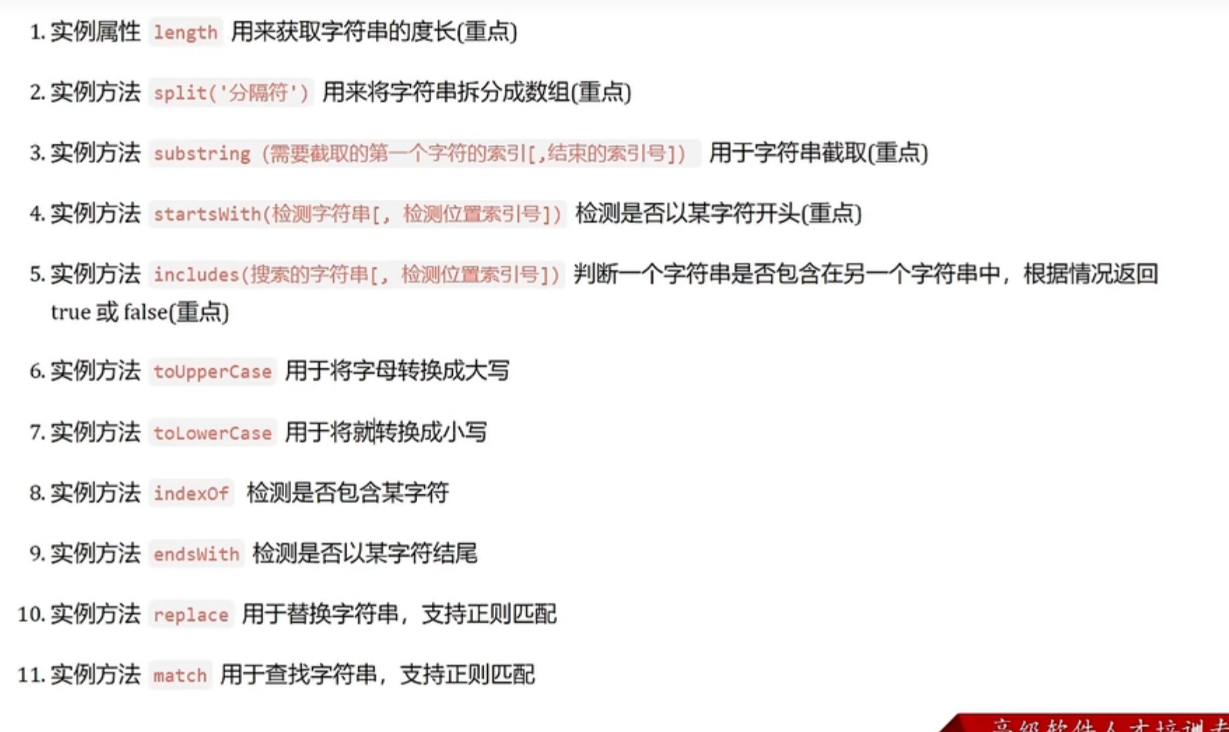 1. 实例属性 length 用来获取字符串的度长(重点)
2. 实例方法 split('分隔符') 用来将字符串拆分成数组(重点)
3. 实例方法 substring（需要截取的第一个字符的索引[,结束的索引号]） 用于字符串截取(重点)
4. 实例方法 startsWith(检测字符串[, 检测位置索引号]) 检测是否以某字符开头(重点)
5. 实例方法 includes(搜索的字符串[, 检测位置索引号]) 判断一个字符串是否包含在另一个字符串中，根据情况返回
true 或 false(重点)
6. 实例方法 toUpperCase 用于将字母转换成大写
7. 实例方法 toLowerCase 用于将就转换成小写
8. 实例方法 indexOf 检测是否包含某字符
9. 实例方法 endsWith 检测是否以某字符结尾
10. 实例方法 replace 用于替换字符串，支持正则匹配
11. 实例方法 match 用于查找字符串，支持正则匹配
高级软件人才培训专